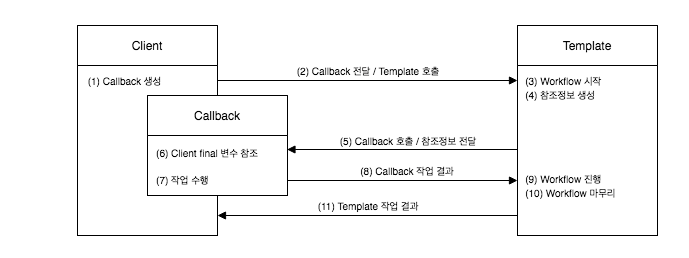 Client
Template
(1) Callback 생성
(2) Callback 전달 / Template 호출
(3) Workflow 시작
(4) 참조정보 생성
Callback
(5) Callback 호출 / 참조정보 전달
(6) Client final 변수 참조
(7) 작업 수행
(8) Callback 작업 결과
(9) Workflow 진행
(10) Workflow 마무리
(11) Template 작업 결과